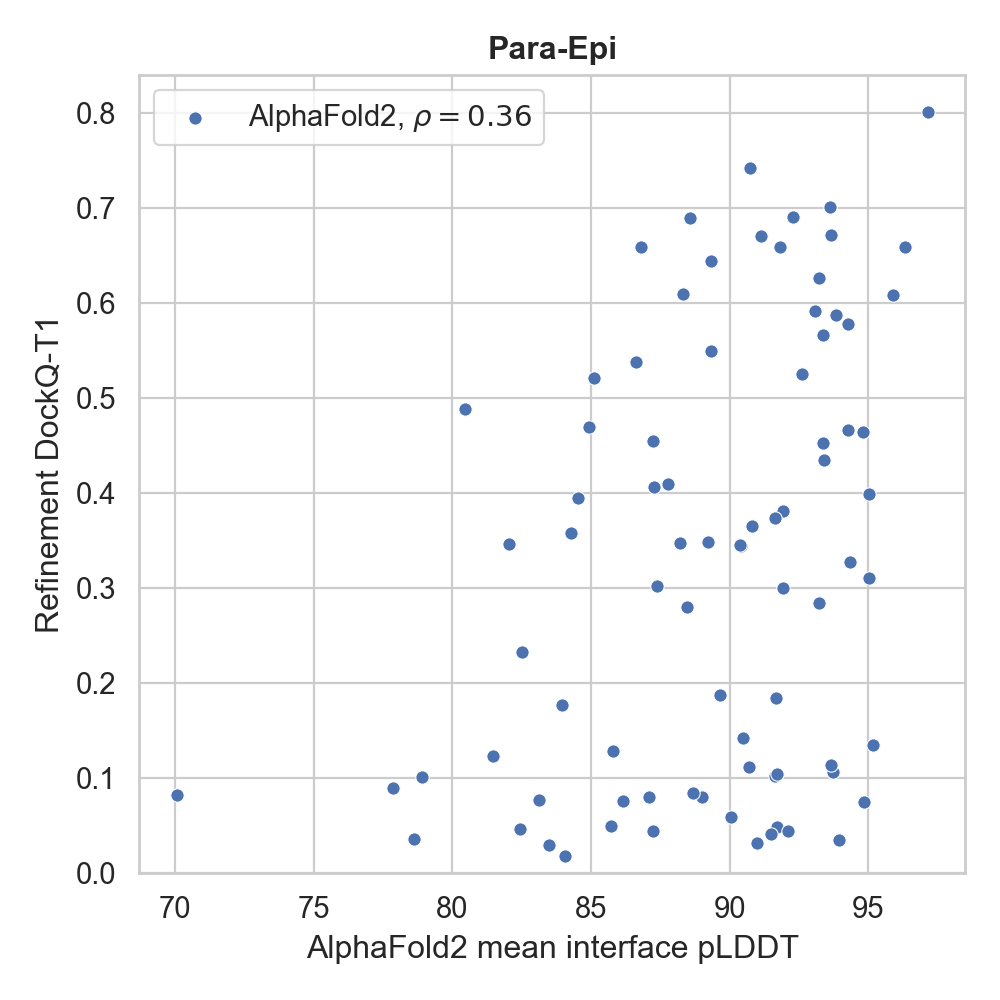 Para-Epi
AlphaFold2, ρ = 0.36
Refinement DockQ-T1
0.8
0.7
0.6
0.5
0.4
0.3
0.2
0.1
0.0
70 75 80 85 90 95
AlphaFold2 mean interface pLDDT